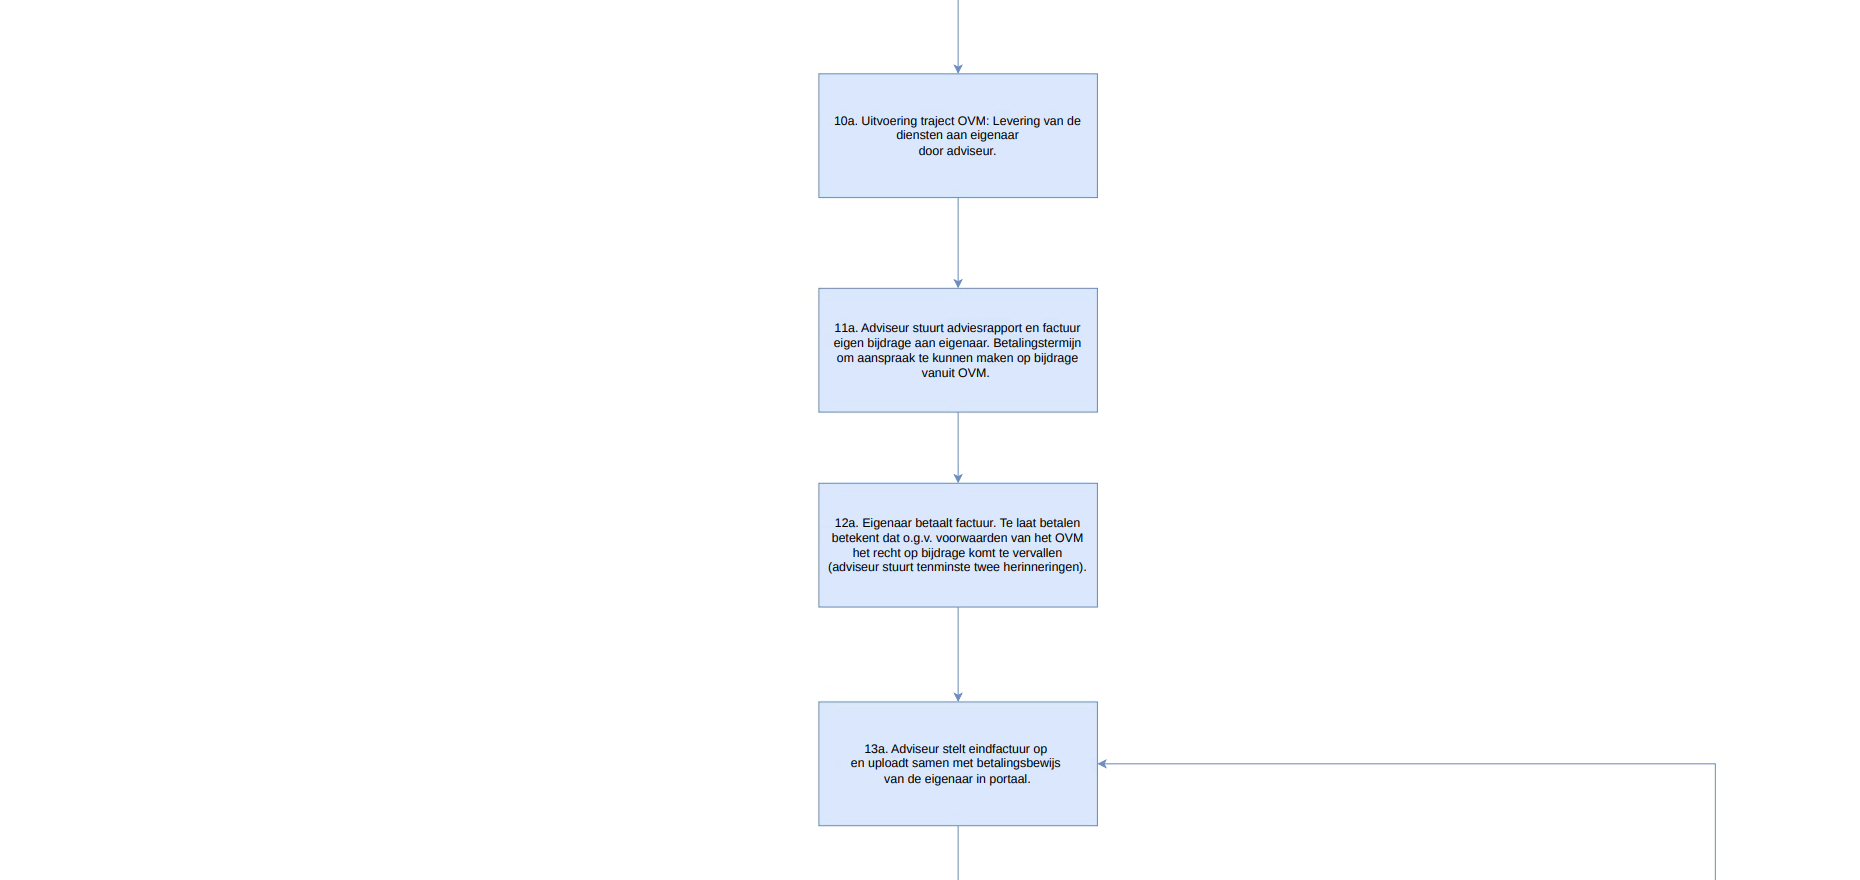 10a. Uitvoering traject OVM: Levering van de
diensten aan eigenaar
door adviseur.
11a. Adviseur stuurt adviesrapport en factuur
eigen bijdrage aan eigenaar. Betalingstermijn
om aanspraak te kunnen maken op bijdrage
vanuit OVM.
12a. Eigenaar betaalt factuur. Te laat betalen
betekent dat o.g.v. voorwaarden van het OVM
het recht op bijdrage komt te vervallen
(adviseur stuurt tenminste twee herinneringen).
13a. Adviseur stelt eindfactuur op
en uploadt samen met betalingsbewijs
van de eigenaar in portaal.